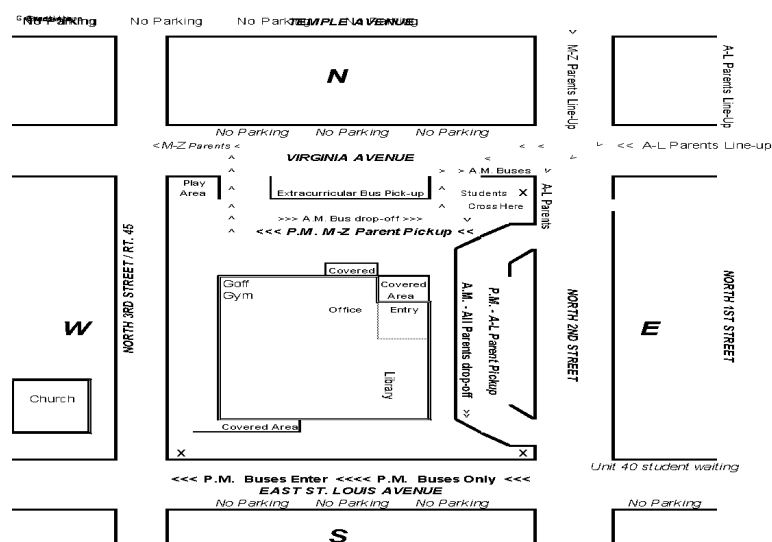 No Parking No Parking No Parking TEMPLE AVENUE No Parking
N
M-Z Parents Line-Up
A-L Parents Line-Up
No Parking No Parking No Parking
<M-Z Parents < < < << A-L Parents Line-up
VIRGINIA AVENUE
> > A.M. Buses
Play
Area
Extracurricular Bus Pick-up
Students X
Cross Here
A-L Parents
>>> A.M. Bus drop-off >>>
<<< P.M. M-Z Parent Pickup <<
NORTH 3RD STREET / RT. 45
Covered
Goff
Gym
Covered
Area
Office Entry
Library
A.M. - All Parents drop-off >>
P.M. - A-L Parent Pickup
NORTH 2ND STREET
NORTH 1ST STREET
W
E
Church
Covered Area
X X
Unit 40 student waiting
<<< P.M. Buses Enter <<<< P.M. Buses Only <<<
EAST ST. LOUIS AVENUE
No Parking No Parking No Parking No Parking
S